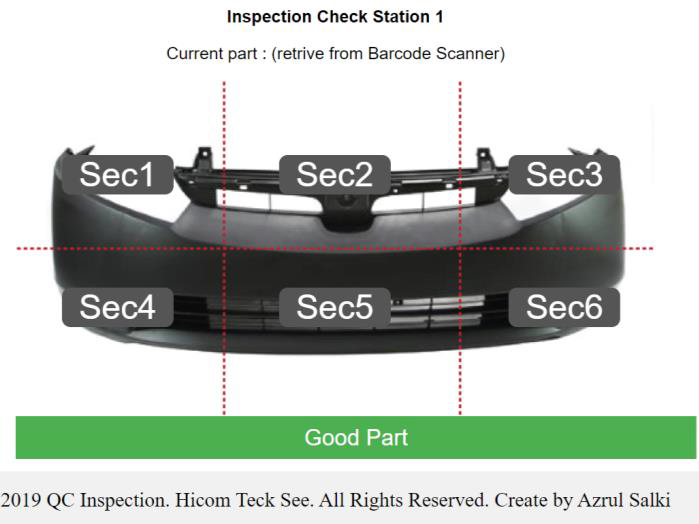 Inspection Check Station 1
Current part : (retrive from Barcode Scanner)
Sec1 Sec2 Sec3
Sec4 Sec5 Sec6
Good Part
2019 QC Inspection. Hicom Teck See. All Rights Reserved. Create by Azrul Salki